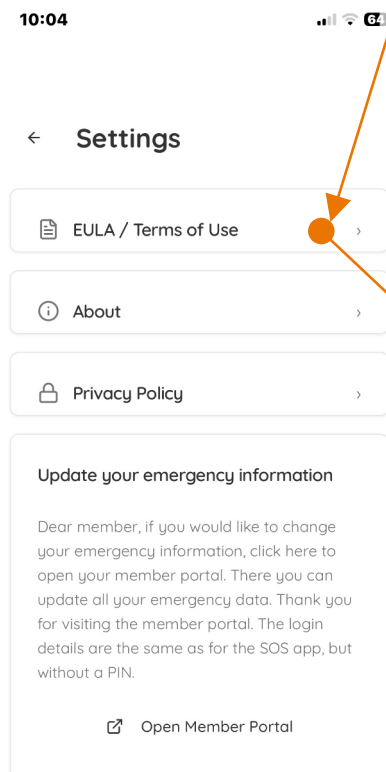 10:04 64
Settings
EULA / Terms of Use
About
Privacy Policy
Update your emergency information
Dear member, if you would like to change
your emergency information, click here to
open your member portal. There you can
update all your emergency data. Thank you
for visiting the member portal. The login
details are the same as for the SOS app, but
without a PIN.
Open Member Portal